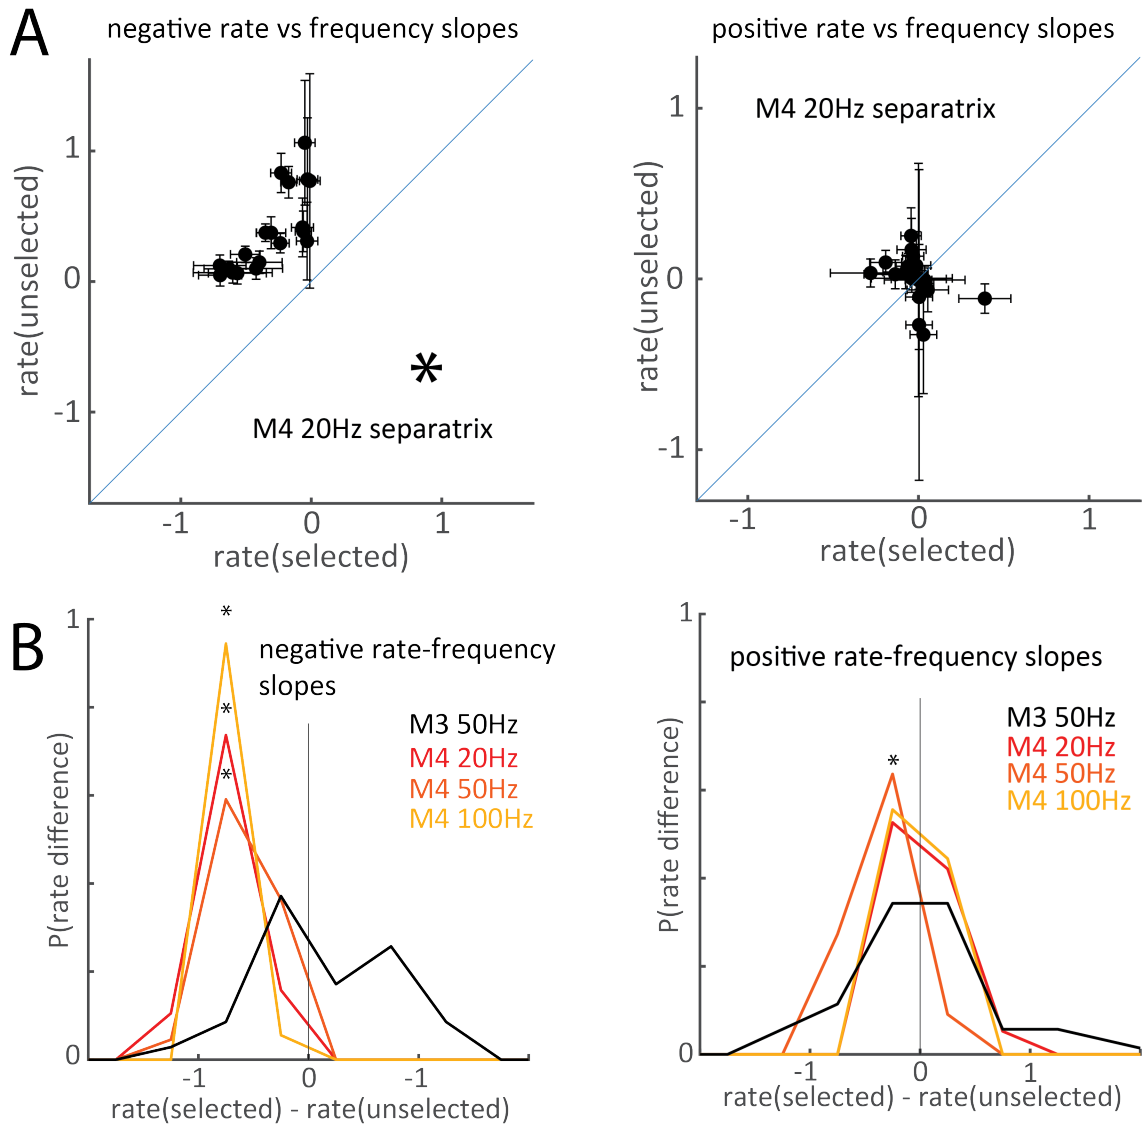 A
negative rate vs frequency slopes
positive rate vs frequency slopes
rate(unselected)
1
0
-1
*
M4 20Hz separatrix
-1
0
1
rate(selected)
rate(unselected)
1
0
-1
M4 20Hz separatrix
-1
0
1
rate(selected)
B
P(rate difference)
1
0
*
*
*
negative rate-frequency
slopes
M3 50Hz
M4 20Hz
M4 50Hz
M4 100Hz
-1
0
-1
rate(selected) - rate(unselected)
P(rate difference)
1
0
positive rate-frequency slopes
*
M3 50Hz
M4 20Hz
M4 50Hz
M4 100Hz
-1
0
1
rate(selected) - rate(unselected)